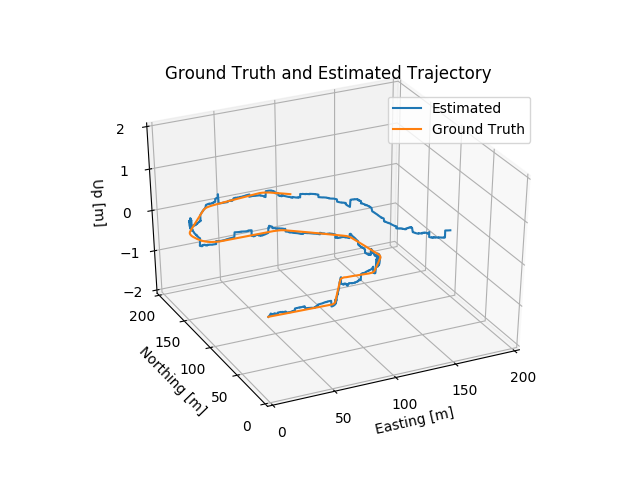 Ground Truth and Estimated Trajectory
Estimated
Ground Truth
2
1
0
−1
−2
Up [m]
200
150
100
50
0
Northing [m]
0
50
100
150
200
Easting [m]